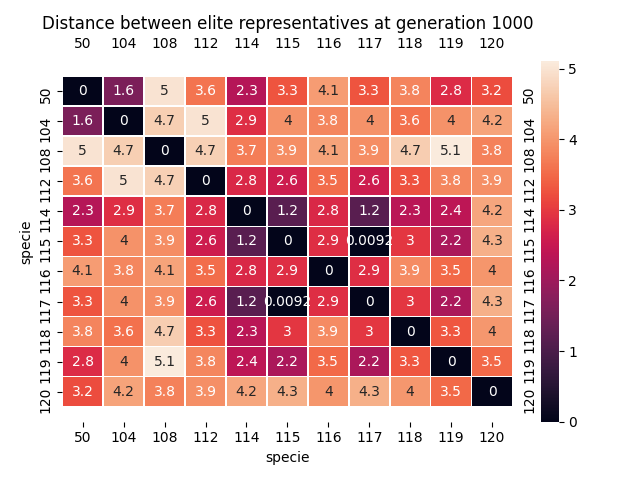 Distance between elite representatives at generation 1000
50 104 108 112 114 115 116 117 118 119 120
50 0 1.6 5 3.6 2.3 3.3 4.1 3.3 3.8 2.8 3.2 50
104 1.6 0 4.7 5 2.9 4 3.8 4 3.6 4 4.2 104
108 5 4.7 0 4.7 3.7 3.9 4.1 3.9 4.7 5.1 3.8 108
112 3.6 5 4.7 0 2.8 2.6 3.5 2.6 3.3 3.8 3.9 112
114 2.3 2.9 3.7 2.8 0 1.2 2.8 1.2 2.3 2.4 4.2 114
115 3.3 4 3.9 2.6 1.2 0 2.9 0.0092 3 2.2 4.3 115
116 4.1 3.8 4.1 3.5 2.8 2.9 0 2.9 3.9 3.5 4 116
117 3.3 4 3.9 2.6 1.2 0.0092 2.9 0 3 2.2 4.3 117
118 3.8 3.6 4.7 3.3 2.3 3 3.9 3 0 3.3 4 118
119 2.8 4 5.1 3.8 2.4 2.2 3.5 2.2 3.3 0 3.5 119
120 3.2 4.2 3.8 3.9 4.2 4.3 4 4.3 4 3.5 0 120
50 104 108 112 114 115 116 117 118 119 120
specie
specie
5
4
3
2
1
0